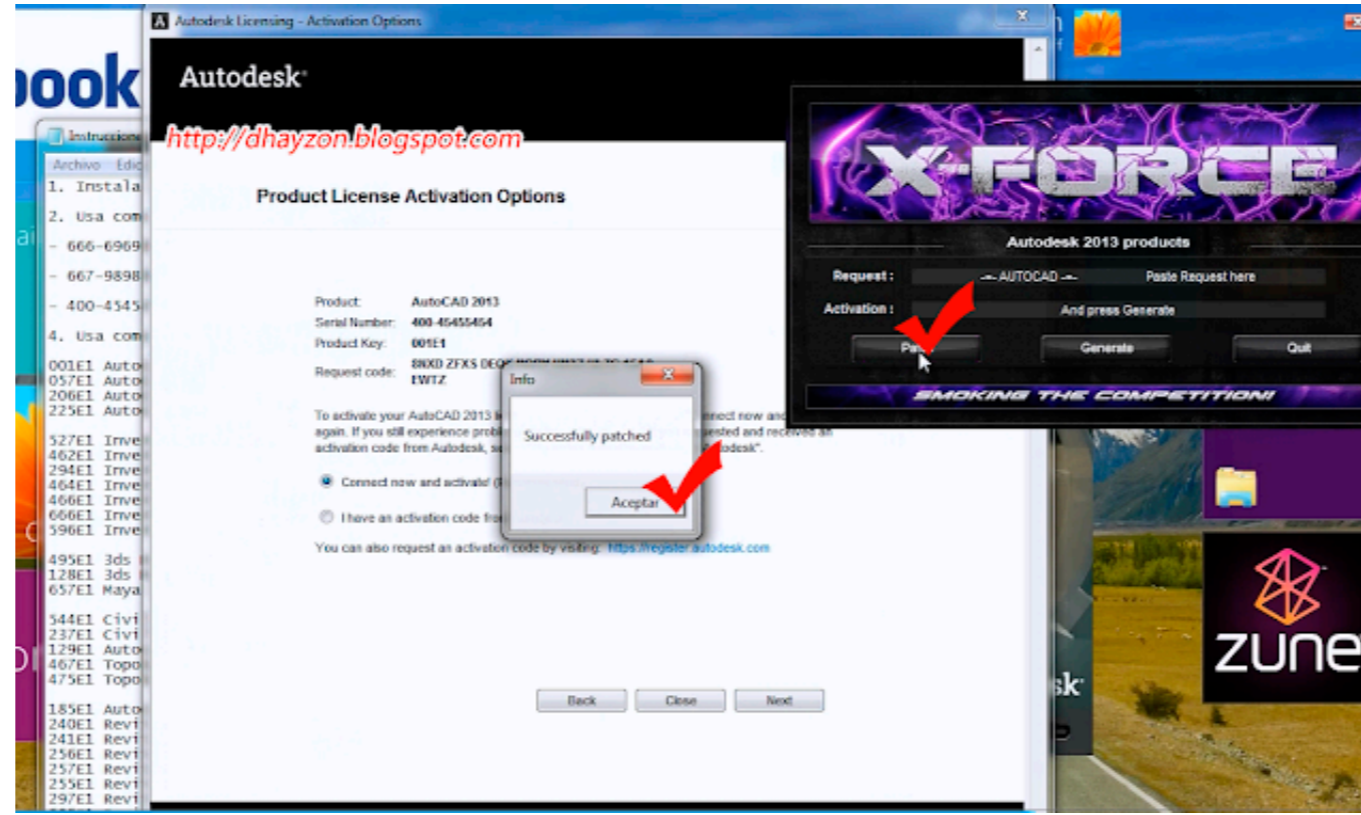 Autodesk Licensing - Activation Options
Autodesk
http://dhayzon.blogspot.com
Product License Activation Options
Product: AutoCAD 2013
Serial Number: 400-45455454
Product Key: 001E1
Request code:
EWTZ
To activate your AutoCAD 2013
again. If you still experience
activation code from Autodesk,
Connect now and activate!
I have an activation code
You can also request an activation code by visiting: https://register.autodesk.com
Back
Close
Next
Info
Successfully patched
Aceptar
X-FORCE
Autodesk 2013 products
Request : AUTOCAD Paste Request here
Activation : And press Generate
Generate
Quit
SMOKING THE COMPETITION!
book
Archivo
1. Instala
2. Usa
- 666-6969
- 667-9898
- 400-4545
4. Usa
001E1 Auto
057E1 Auto
206E1 Auto
225E1 Auto
527E1 Inve
462E1 Inve
294E1 Inve
464E1 Inve
466E1 Inve
666E1 Inve
596E1 Inve
495E1 3ds
128E1 3ds
657E1 Maya
544E1 Civi
237E1 Civi
129E1 Auto
467E1 Topo
475E1 Topo
185E1 Auto
240E1 Revi
241E1 Revi
256E1 Revi
257E1 Revi
255E1 Revi
297E1 Revi
zune